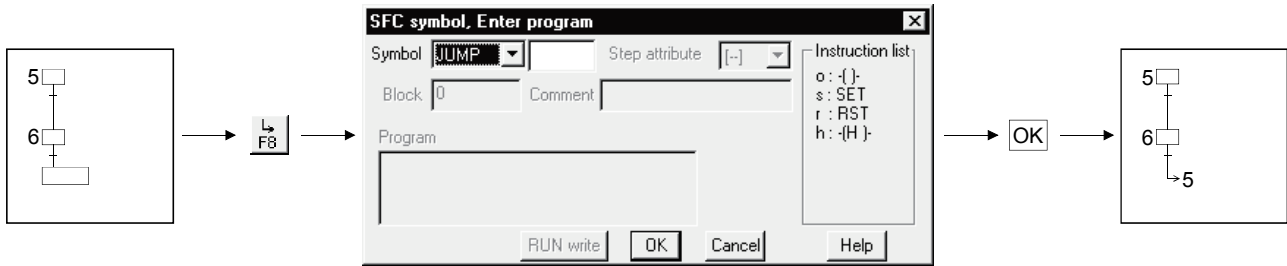 5
6
F8
SFC symbol, Enter program
Symbol JUMP Step attribute [--]
Block 0 Comment
Program
Instruction list
o : -( )-
s : SET
r : RST
h : -(H )-
RUN write OK Cancel Help
OK
5
6
5